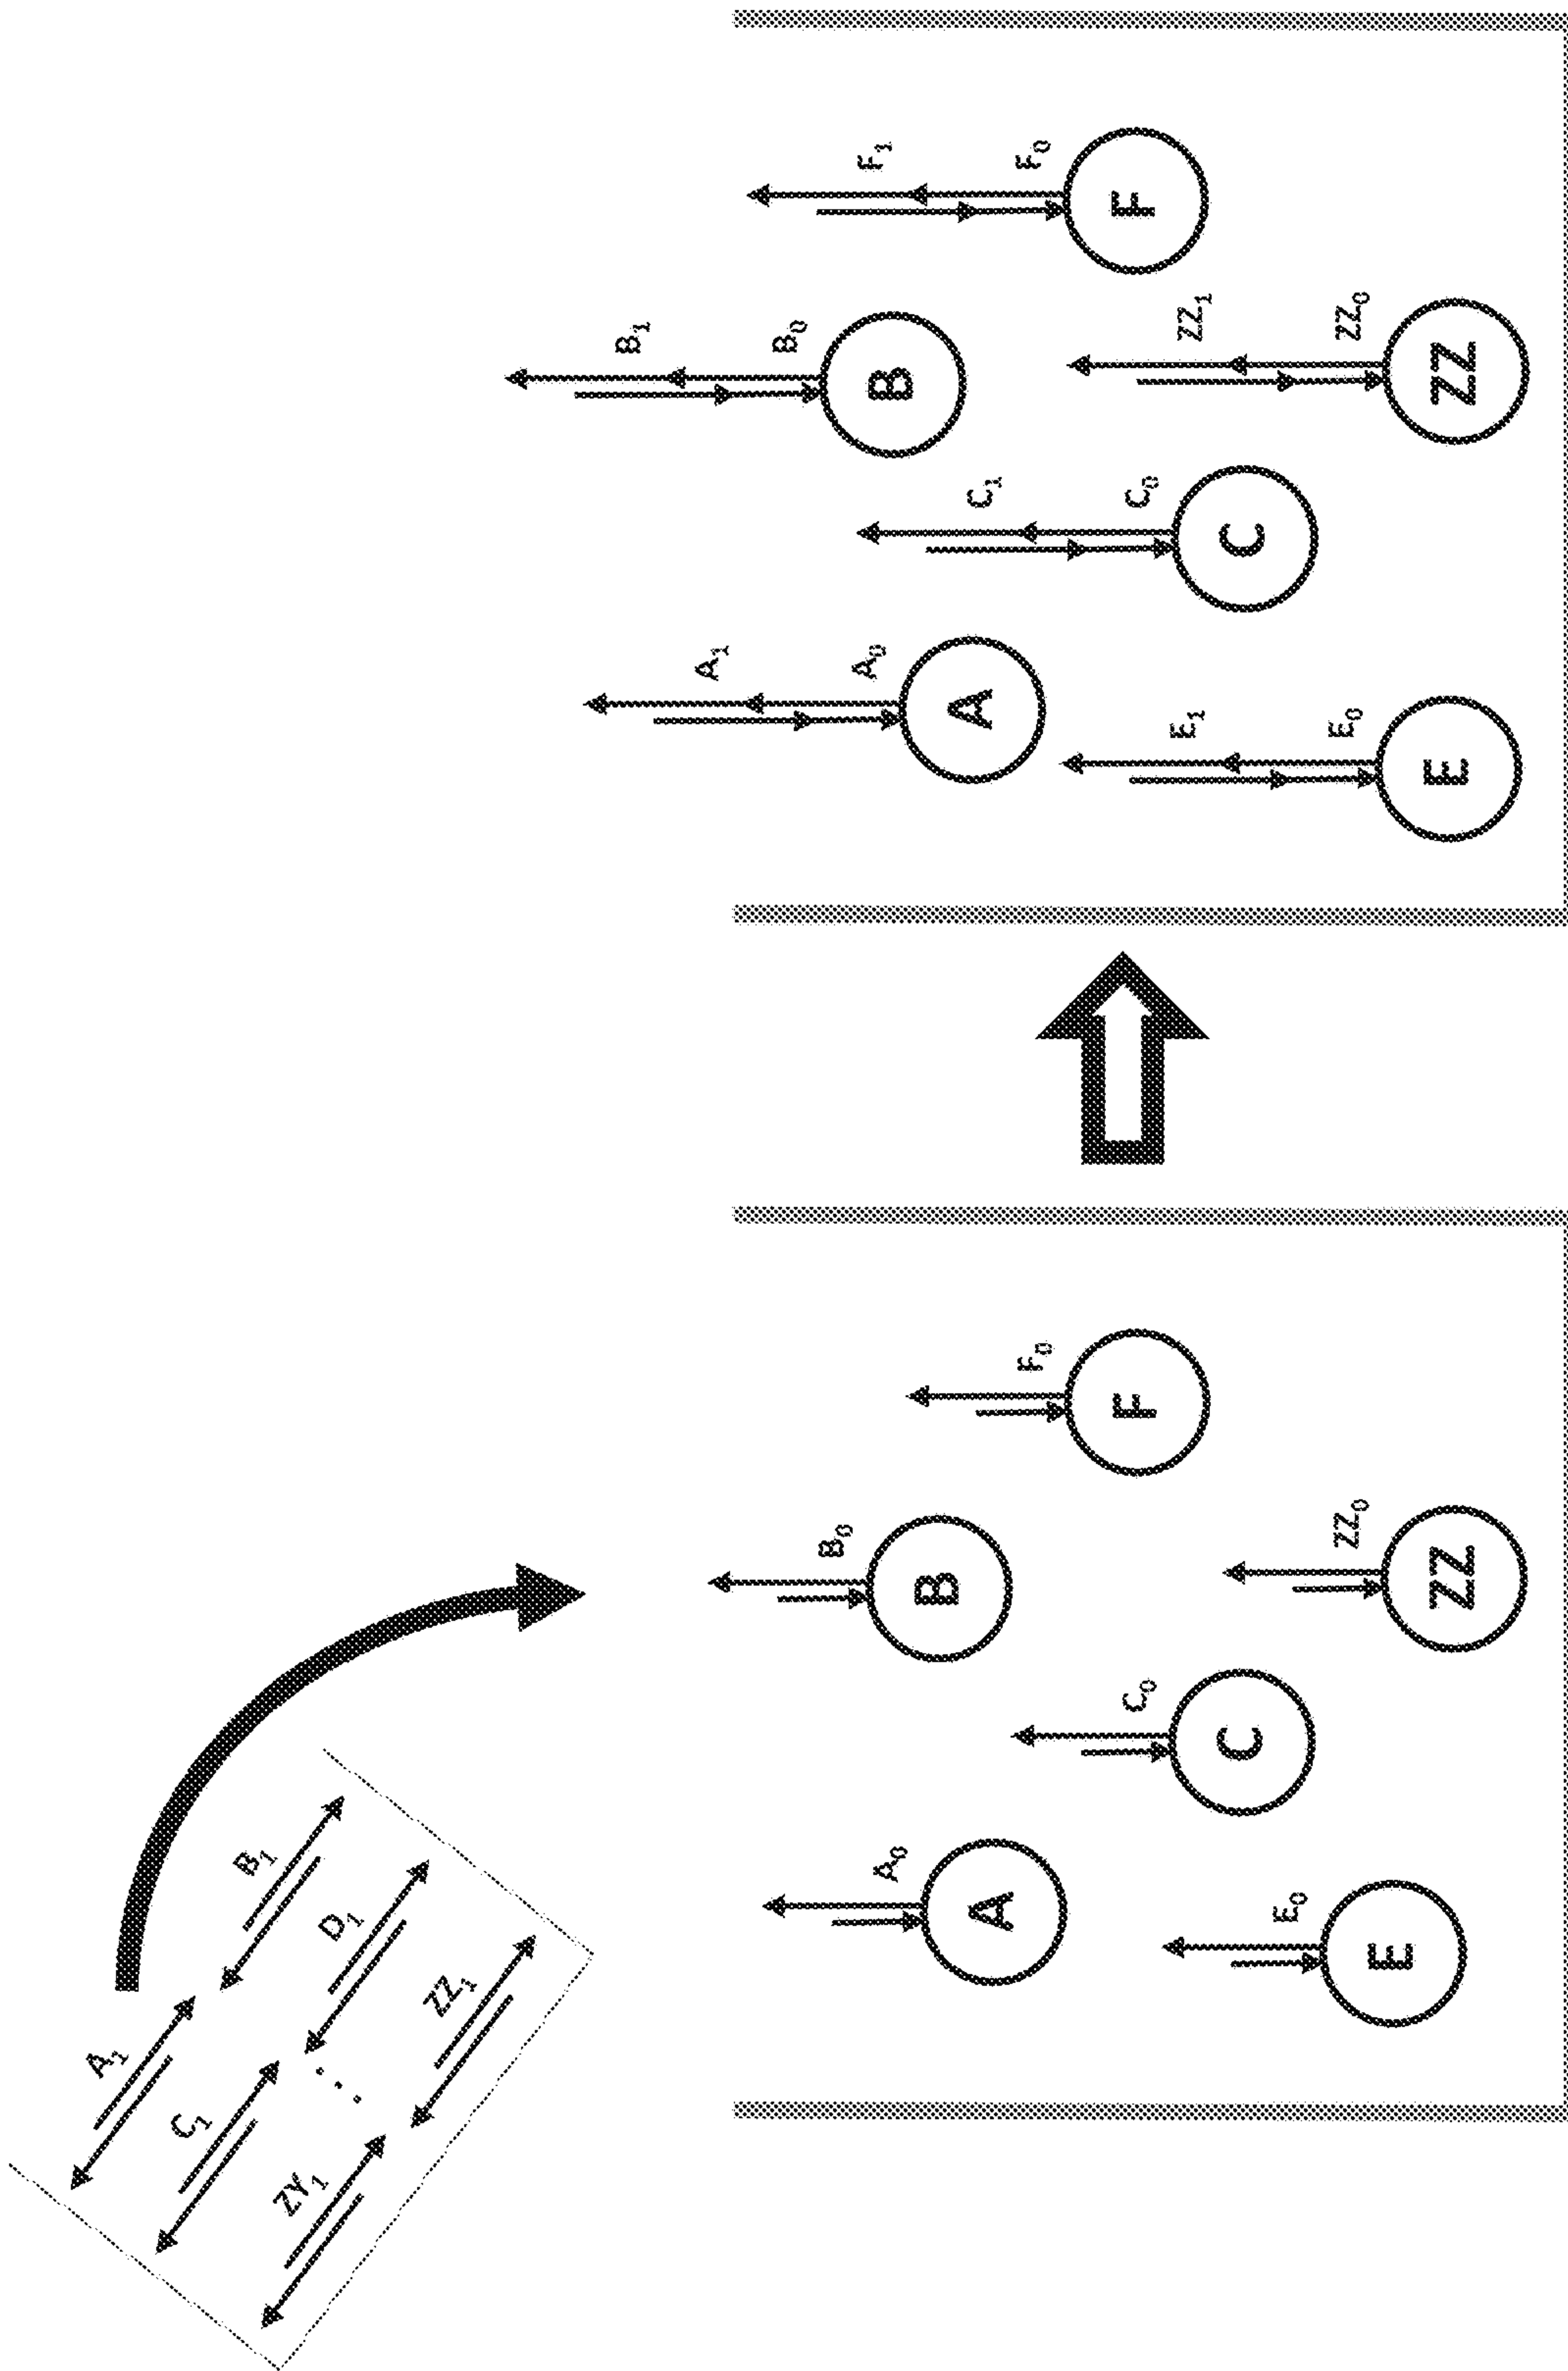 A₁
B₁
C₁
D₁
. . .
ZY₁
ZZ₁
A₀
A
B₀
B
C₀
C
F₀
F
E₀
E
ZZ₀
ZZ
A₁
A₀
A
B₁
B₀
B
C₁
C₀
C
F₁
F₀
F
E₁
E₀
E
ZZ₁
ZZ₀
ZZ